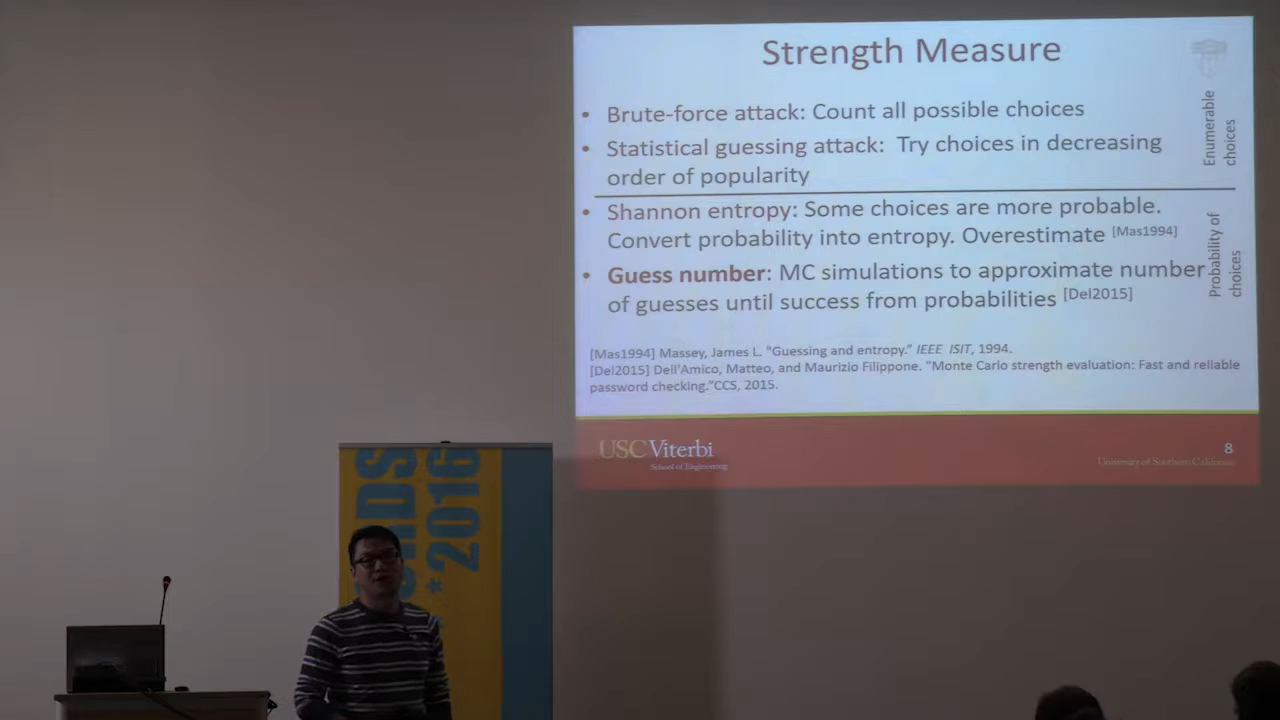 Strength Measure
• Brute-force attack: Count all possible choices
• Statistical guessing attack: Try choices in decreasing
order of popularity
Enumerable
choices
• Shannon entropy: Some choices are more probable.
Convert probability into entropy. Overestimate [Mas1994]
• Guess number: MC simulations to approximate number
of guesses until success from probabilities [Del2015]
Probability of
choices
[Mas1994] Massey, James L. "Guessing and entropy." IEEE ISIT, 1994.
[Del2015] Dell'Amico, Matteo, and Maurizio Filippone. "Monte Carlo strength evaluation: Fast and reliable
password checking."CCS, 2015.
USC Viterbi
School of Engineering
8
University of Southern California
*2016